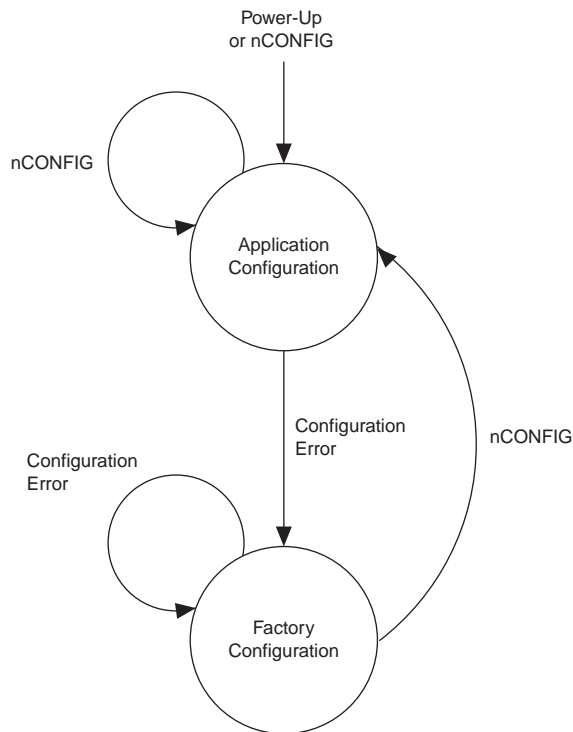 Power-Up
or nCONFIG
nCONFIG
Application
Configuration
Configuration
Error
nCONFIG
Configuration
Error
Factory
Configuration